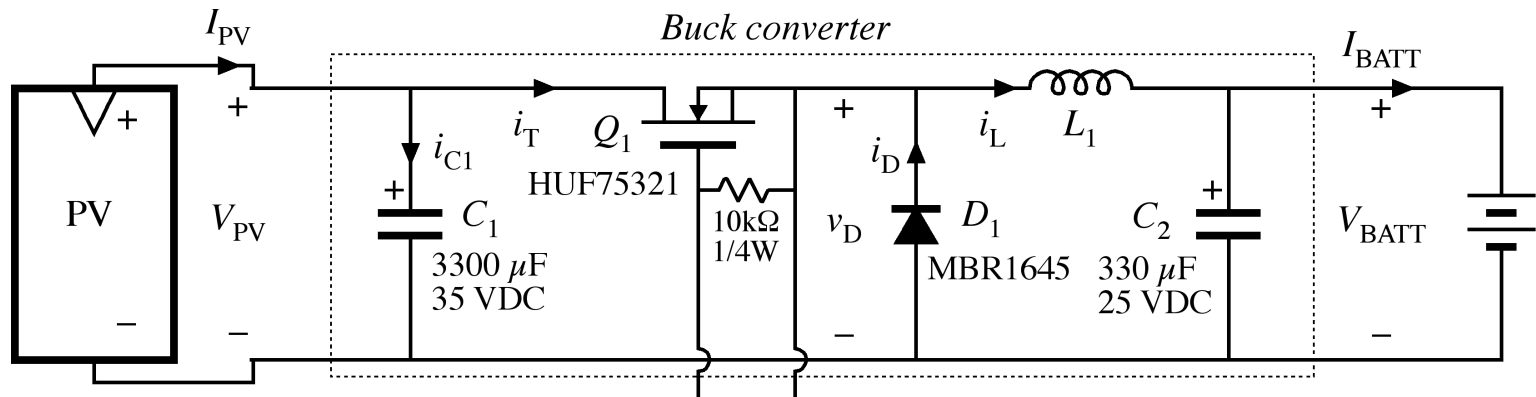 Buck converter
I_PV
I_BATT
+
PV
−
+
V_PV
−
i_C1
+
C_1
3300 µF
35 VDC
i_T
Q_1
HUF75321
10kΩ
1/4W
+
v_D
−
i_D
D_1
MBR1645
i_L
L_1
+
C_2
330 µF
25 VDC
+
V_BATT
−